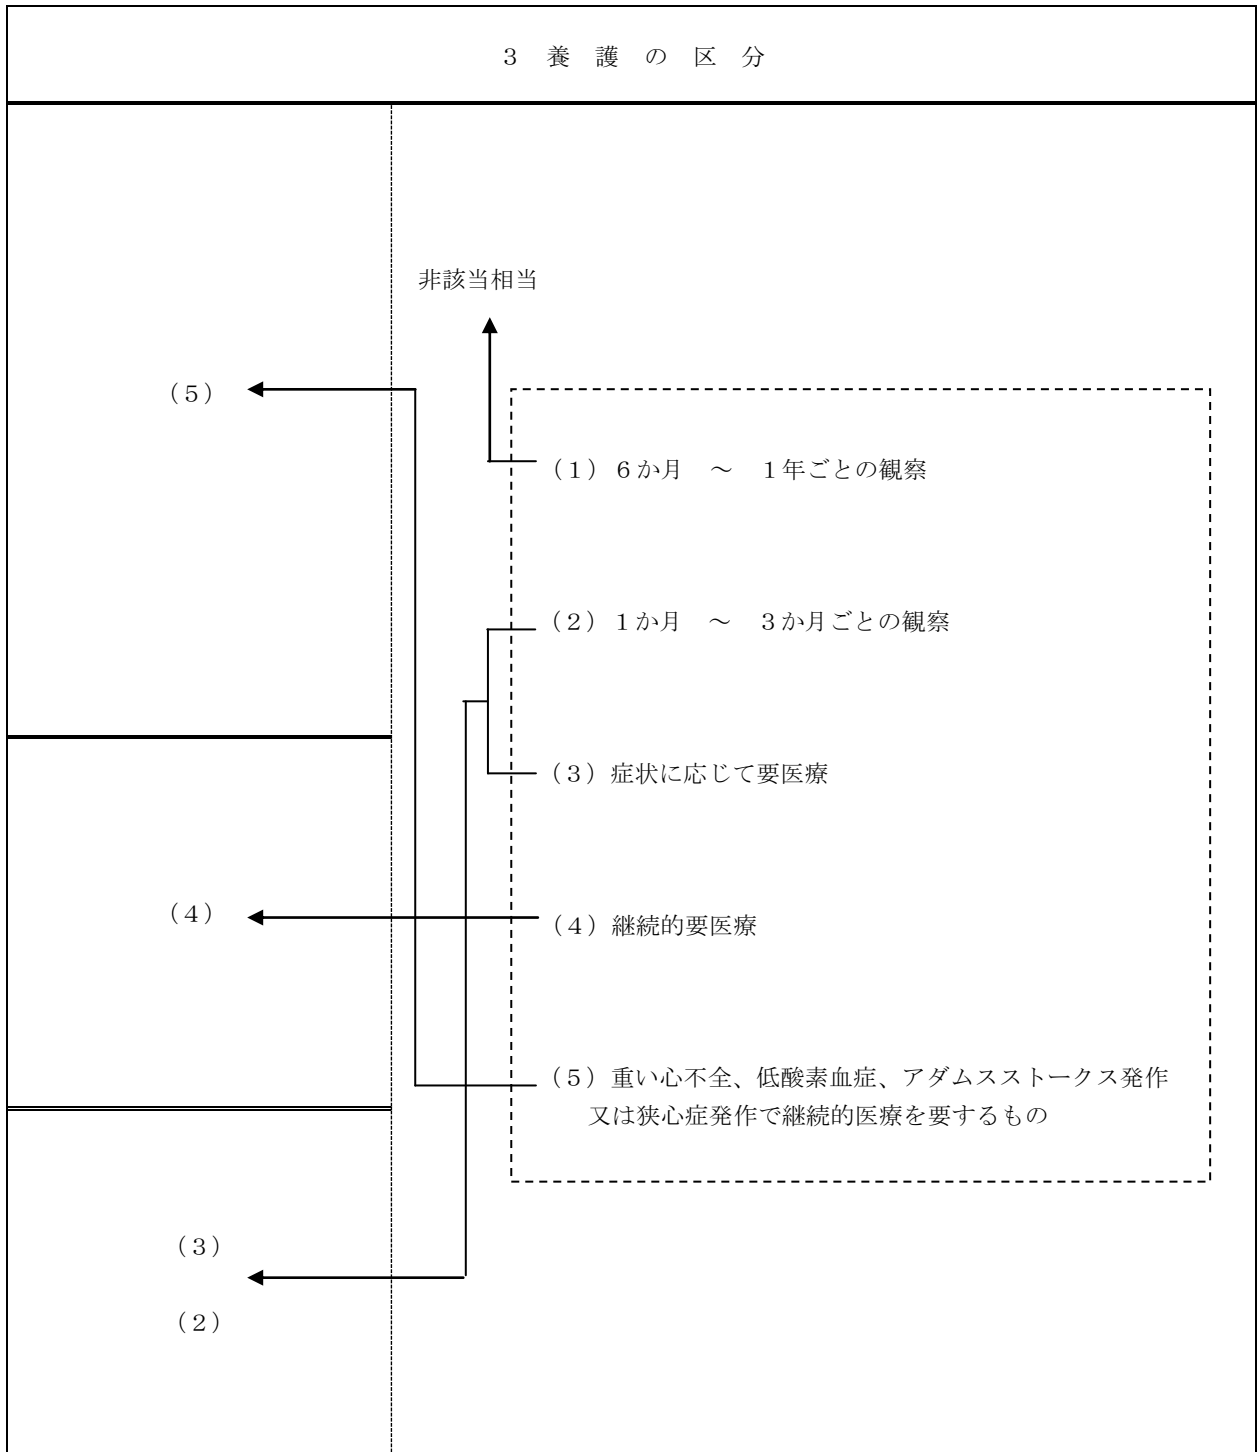 3 養 護 の 区 分
非該当相当
(5)
(1)6か月 ~ 1年ごとの観察
(2)1か月 ~ 3か月ごとの観察
(3)症状に応じて要医療
(4)
(4)継続的要医療
(5)重い心不全、低酸素血症、アダムスストークス発作
又は狭心症発作で継続的医療を要するもの
(3)
(2)